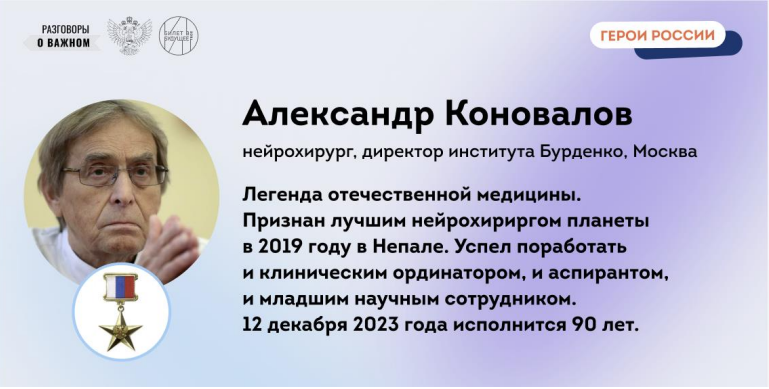 РАЗГОВОРЫ
О ВАЖНОМ
БИЛЕТ В
БУДУЩЕЕ
ГЕРОИ РОССИИ
Александр Коновалов
нейрохирург, директор института Бурденко, Москва
Легенда отечественной медицины.
Признан лучшим нейрохириргом планеты
в 2019 году в Непале. Успел поработать
и клиническим ординатором, и аспирантом,
и младшим научным сотрудником.
12 декабря 2023 года исполнится 90 лет.